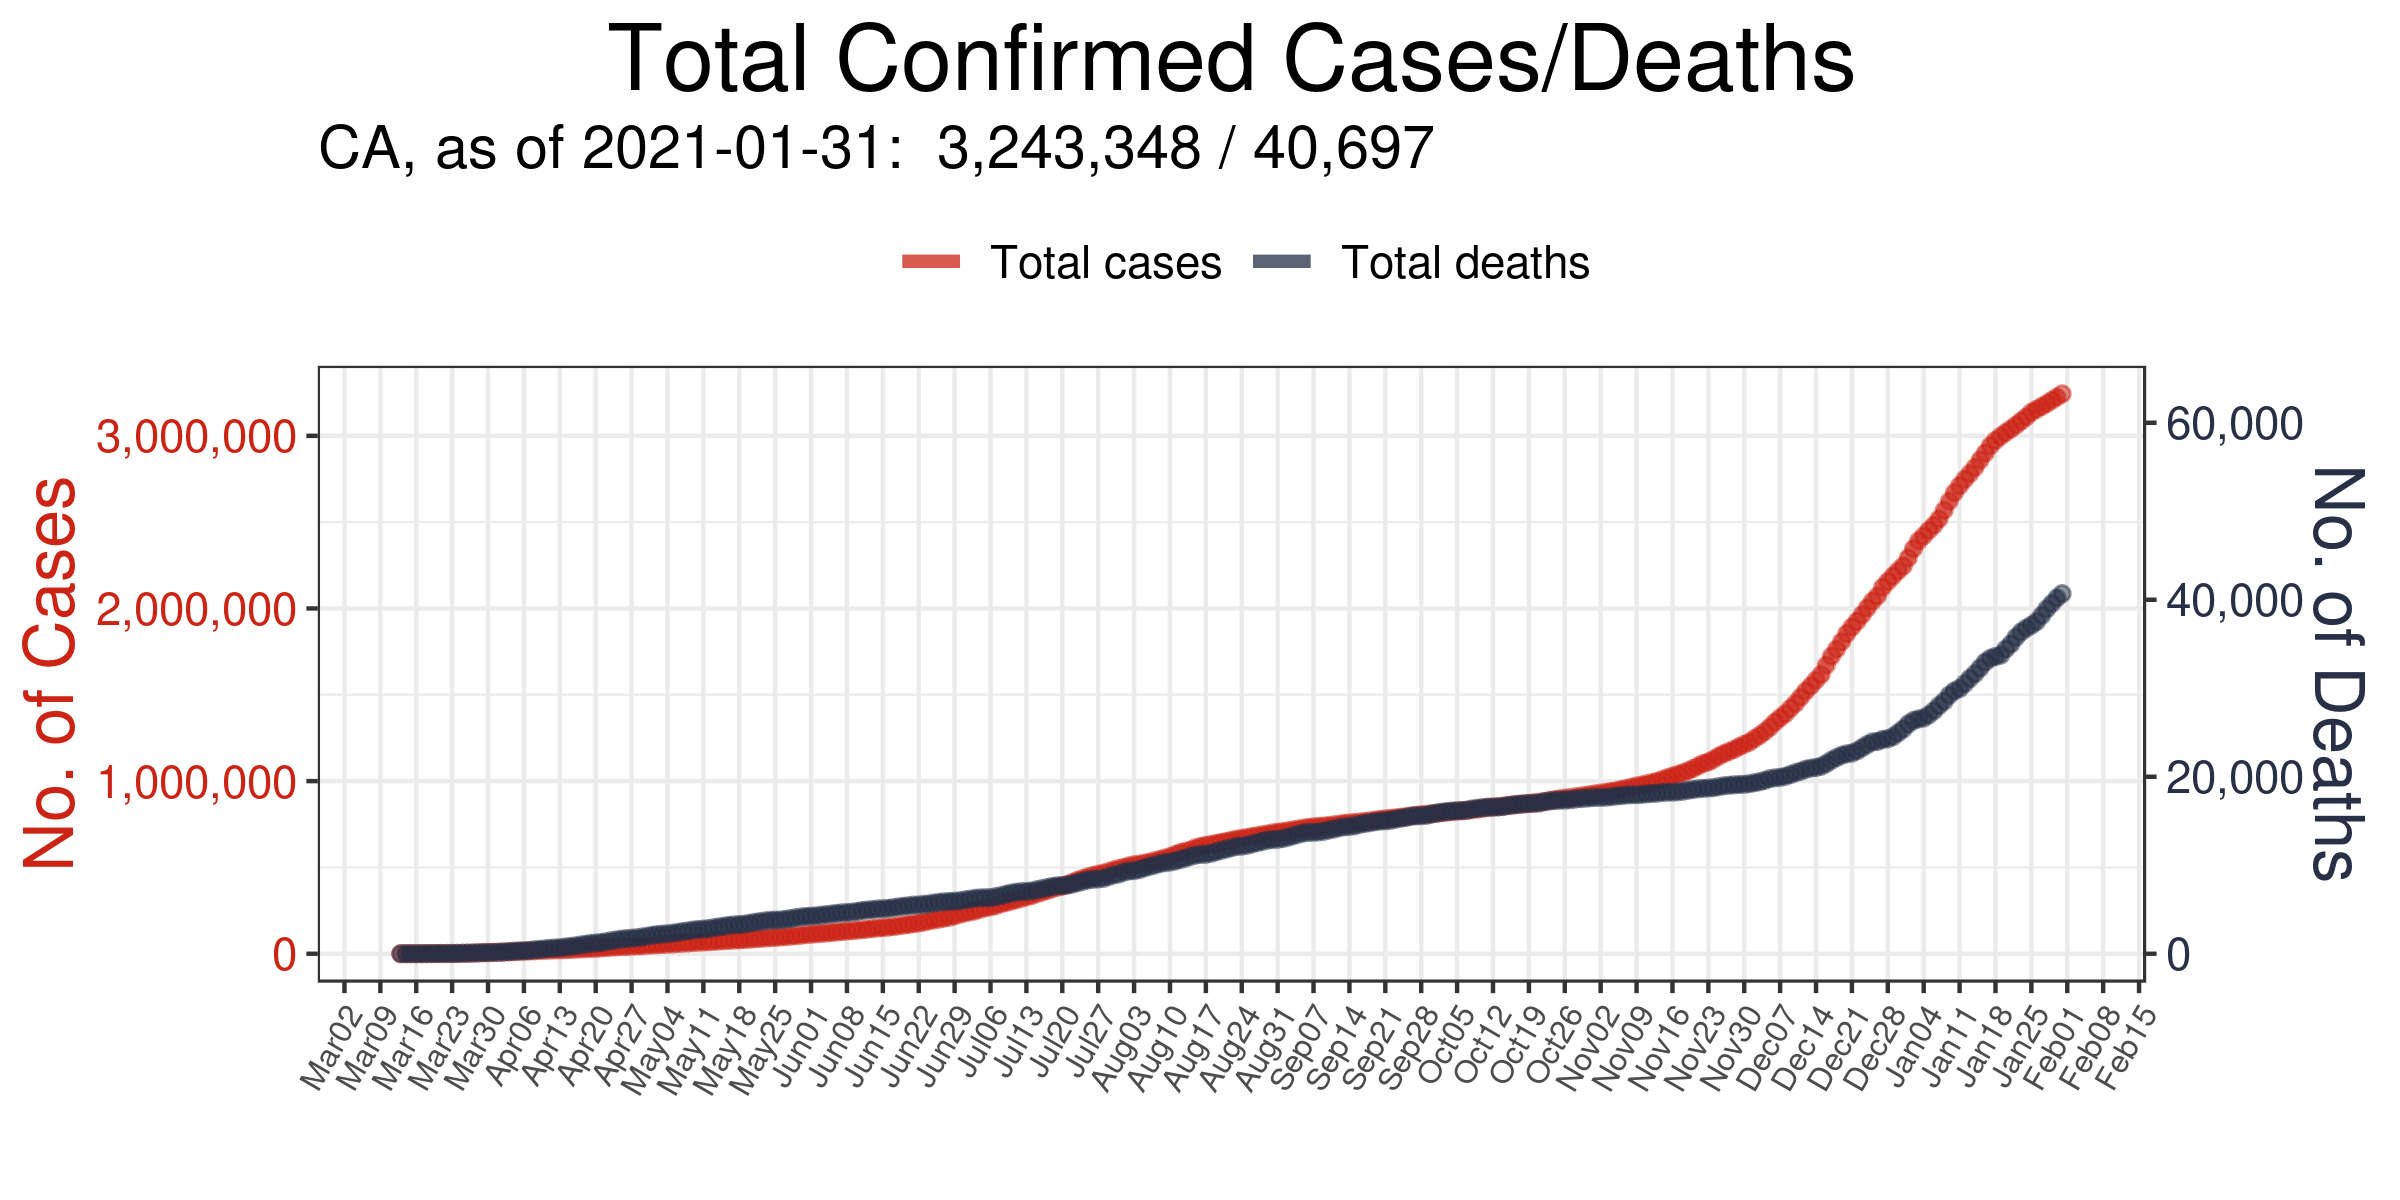 Total Confirmed Cases/Deaths
CA, as of 2021-01-31:  3,243,348 / 40,697
Total cases
Total deaths
No. of Cases
3,000,000
2,000,000
1,000,000
0
60,000
40,000
20,000
0
No. of Deaths
Mar02
Mar09
Mar16
Mar23
Mar30
Apr06
Apr13
Apr20
Apr27
May04
May11
May18
May25
Jun01
Jun08
Jun15
Jun22
Jun29
Jul06
Jul13
Jul20
Jul27
Aug03
Aug10
Aug17
Aug24
Aug31
Sep07
Sep14
Sep21
Sep28
Oct05
Oct12
Oct19
Oct26
Nov02
Nov09
Nov16
Nov23
Nov30
Dec07
Dec14
Dec21
Dec28
Dec04
Jan11
Jan18
Jan25
Feb01
Feb08
Feb15